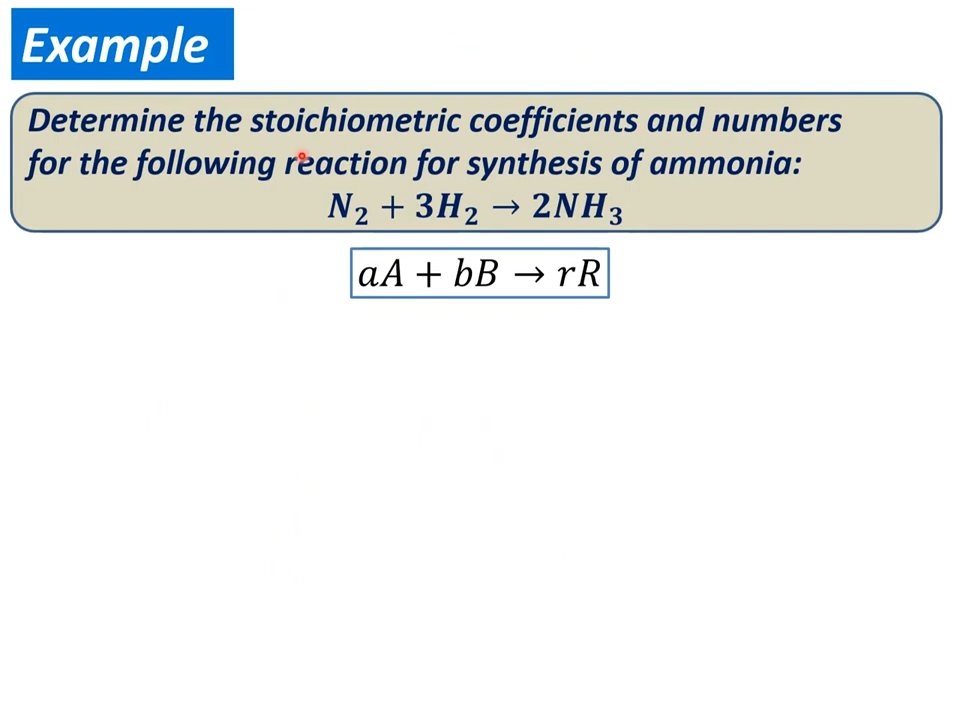 Example
Determine the stoichiometric coefficients and numbers
for the following reaction for synthesis of ammonia:
N₂ + 3H₂ → 2NH₃
aA + bB → rR